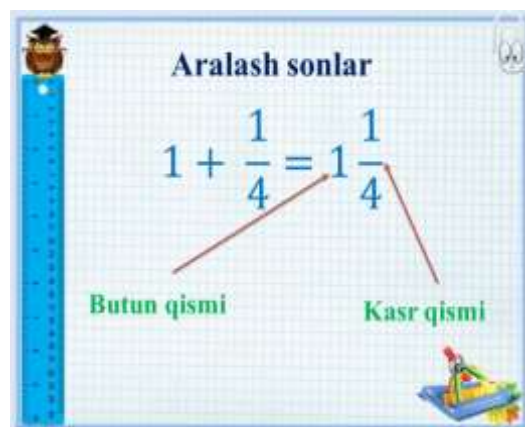 Aralash sonlar
1 + 1/4 = 1 1/4
Butun qismi
Kasr qismi